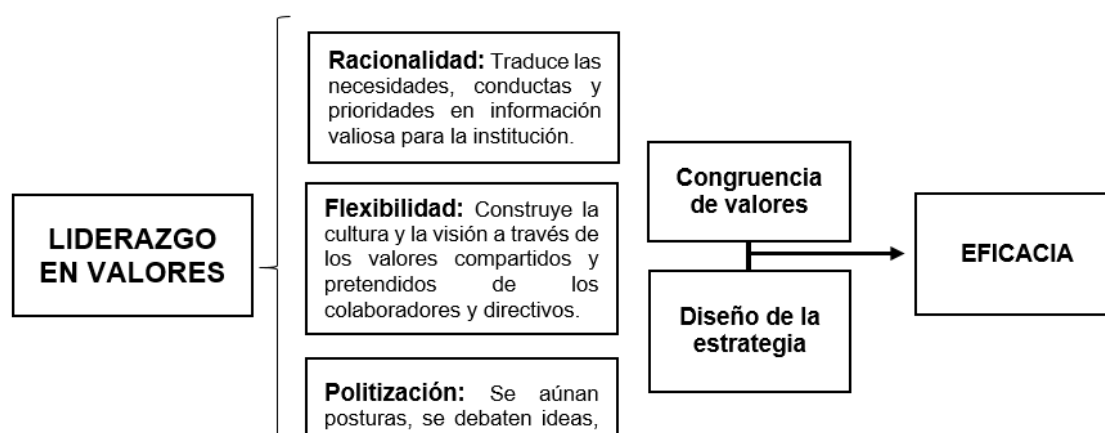 LIDERAZGO
EN VALORES
Racionalidad: Traduce las
necesidades, conductas y
prioridades en información
valiosa para la institución.
Flexibilidad: Construye la
cultura y la visión a través de
los valores compartidos y
pretendidos de los
colaboradores y directivos.
Politización: Se aúnan
posturas, se debaten ideas,
Congruencia
de valores
Diseño de la
estrategia
EFICACIA